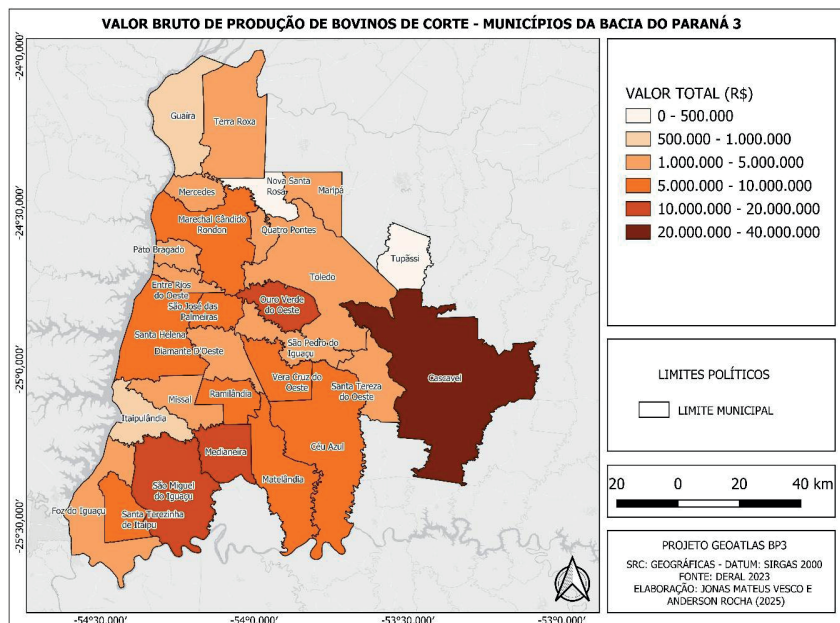 VALOR BRUTO DE PRODUÇÃO DE BOVINOS DE CORTE - MUNICÍPIOS DA BACIA DO PARANÁ 3
-24°0,000'
-24°30,000'
-25°0,000'
-25°30,000'
Guaíra
Terra Roxa
Mercedes
Nova Santa
Rosa
Maripá
Marechal Cândido
Rondon
Quatro Pontes
Pato Bragado
Tupãssi
Toledo
Entre Rios
do Oeste
Ouro Verde
do Oeste
São José das
Palmeiras
Santa Helena
Diamante D'Oeste
São Pedro do
Iguaçu
Cascavel
Vera Cruz do
Oeste
Santa Tereza
do Oeste
Missal
Ramilândia
Itaipulândia
Céu Azul
Medianeira
Matelândia
São Miguel
do Iguaçu
Foz do Iguaçu
Santa Terezinha
de Itaipu
-54°30,000'
-54°0,000'
-53°30,000'
-53°0,000'
VALOR TOTAL (R$)
0 - 500.000
500.000 - 1.000.000
1.000.000 - 5.000.000
5.000.000 - 10.000.000
10.000.000 - 20.000.000
20.000.000 - 40.000.000
LIMITES POLÍTICOS
LIMITE MUNICIPAL
20 0 20 40 km
PROJETO GEOATLAS BP3
SRC: GEOGRÁFICAS - DATUM: SIRGAS 2000
FONTE: DERAL 2023
ELABORAÇÃO: JONAS MATEUS VESCO E
ANDERSON ROCHA (2025)